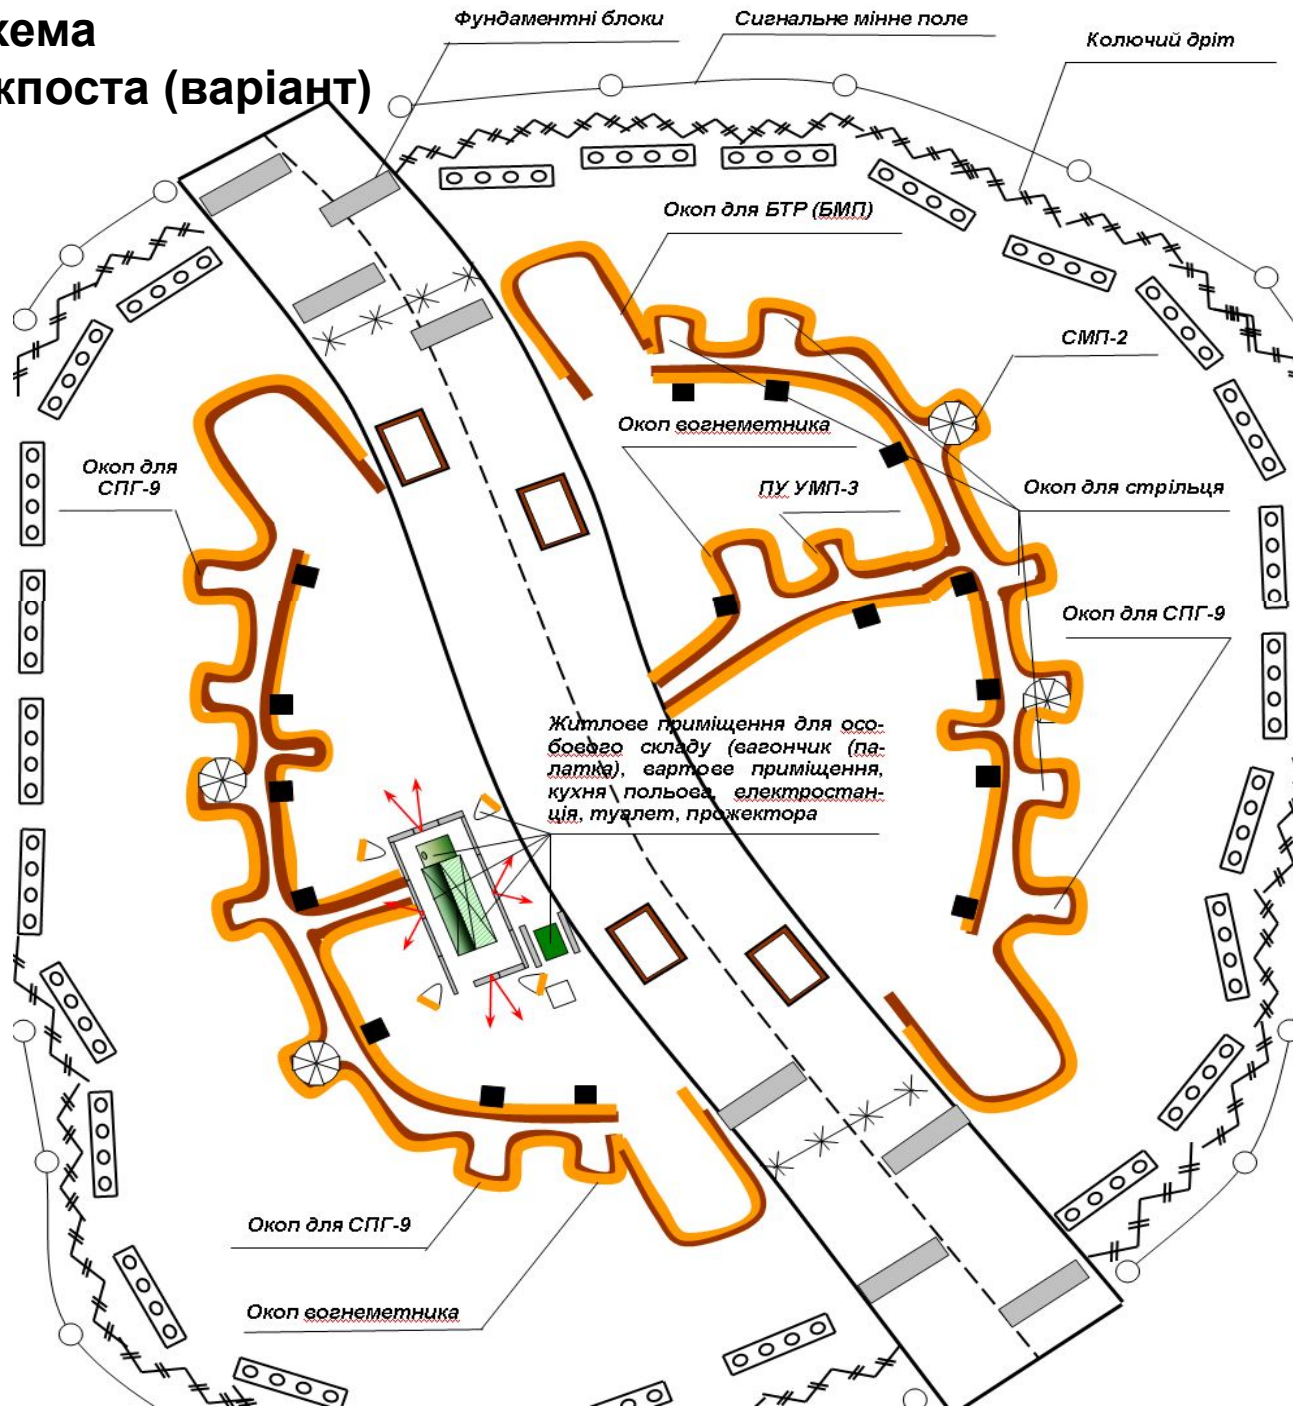 хема
кпоста (варіант)
Фундаментні блоки
Сигнальне мінне поле
Колючий дріт
Окоп для БТР (БМП)
СМП-2
Окоп вогнеметника
Окоп для
СПГ-9
ПУ УМП-3
Окоп для стрільця
Окоп для СПГ-9
Житлове приміщення для осо-
бового складу (вагончик (па-
латка), вартове приміщення,
кухня польова, електростан-
ція, туалет, прожектора
Окоп для СПГ-9
Окоп вогнеметника